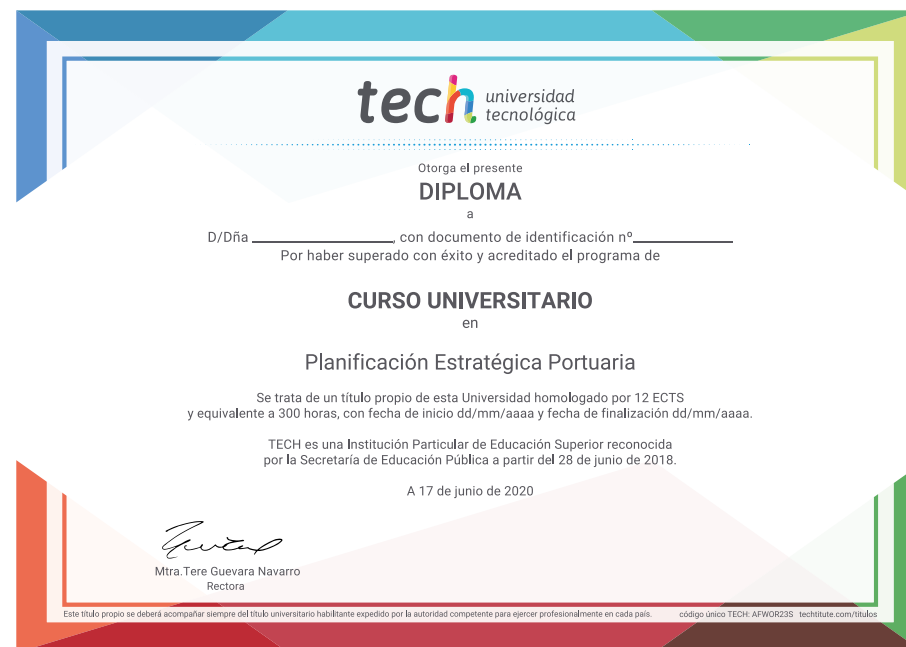 tech universidad
tecnológica
Otorga el presente
DIPLOMA
a
D/Dña ____________________, con documento de identificación nº______________
Por haber superado con éxito y acreditado el programa de
CURSO UNIVERSITARIO
en
Planificación Estratégica Portuaria
Se trata de un título propio de esta Universidad homologado por 12 ECTS
y equivalente a 300 horas, con fecha de inicio dd/mm/aaaa y fecha de finalización dd/mm/aaaa.
TECH es una Institución Particular de Educación Superior reconocida
por la Secretaría de Educación Pública a partir del 28 de junio de 2018.
A 17 de junio de 2020
Mtra.Tere Guevara Navarro
Rectora
Este título propio se deberá acompañar siempre del título universitario habilitante expedido por la autoridad competente para ejercer profesionalmente en cada país. código único TECH: AFWOR23S techtitute.com/titulos